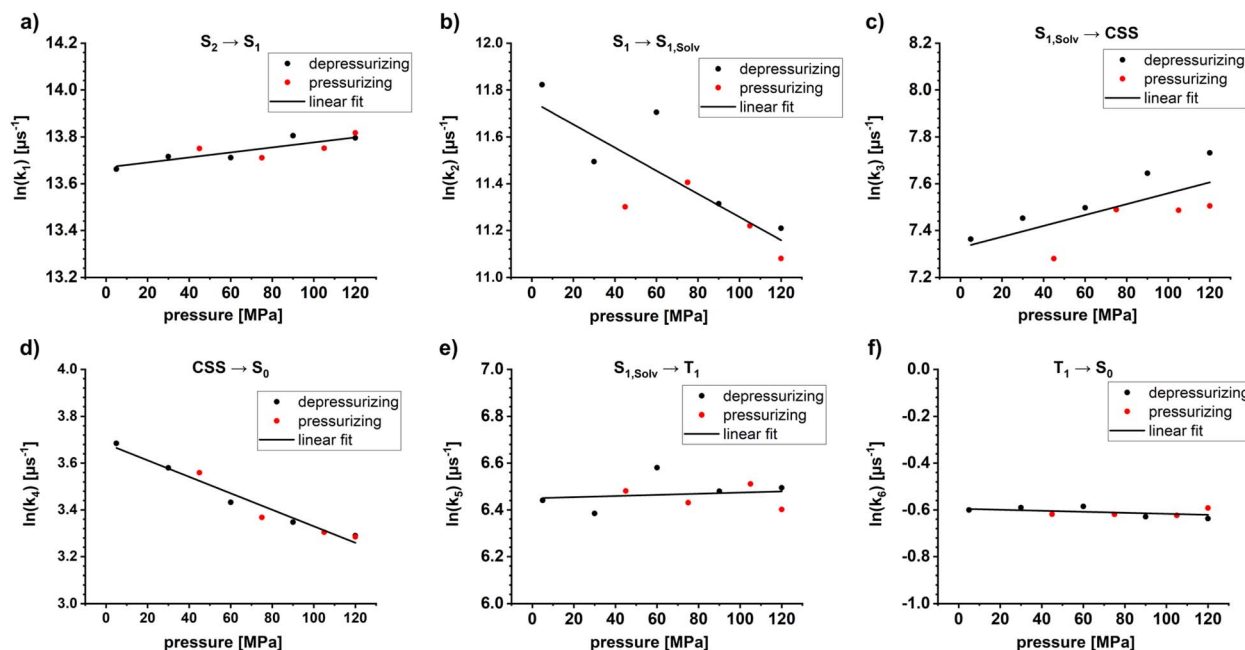 a)
S₂ → S₁
ln(k₁) [µs⁻¹]
14.2
14.0
13.8
13.6
13.4
13.2
depressurizing
pressurizing
linear fit
0 20 40 60 80 100 120
pressure [MPa]
b)
S₁ → S₁,Solv
ln(k₂) [µs⁻¹]
12.0
11.8
11.6
11.4
11.2
11.0
depressurizing
pressurizing
linear fit
0 20 40 60 80 100 120
pressure [MPa]
c)
S₁,Solv → CSS
ln(k₃) [µs⁻¹]
8.2
8.0
7.8
7.6
7.4
7.2
depressurizing
pressurizing
linear fit
0 20 40 60 80 100 120
pressure [MPa]
d)
CSS → S₀
ln(k₄) [µs⁻¹]
4.0
3.8
3.6
3.4
3.2
3.0
depressurizing
pressurizing
linear fit
0 20 40 60 80 100 120
pressure [MPa]
e)
S₁,Solv → T₁
ln(k₅) [µs⁻¹]
7.0
6.8
6.6
6.4
6.2
6.0
depressurizing
pressurizing
linear fit
0 20 40 60 80 100 120
pressure [MPa]
f)
T₁ → S₀
ln(k₆) [µs⁻¹]
0.0
-0.2
-0.4
-0.6
-0.8
-1.0
depressurizing
pressurizing
linear fit
0 20 40 60 80 100 120
pressure [MPa]